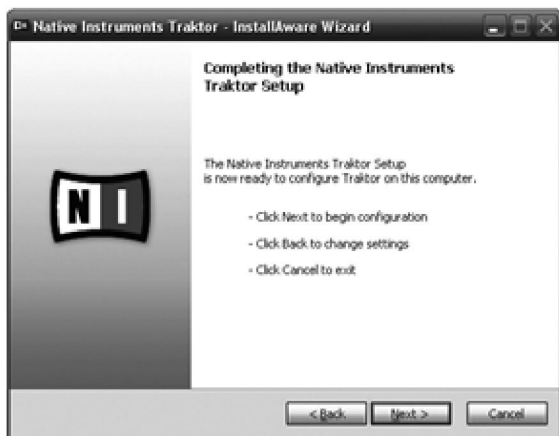 Native Instruments Traktor - InstallAware Wizard
Completing the Native Instruments
Traktor Setup
The Native Instruments Traktor Setup
is now ready to configure Traktor on this computer.
- Click Next to begin configuration
- Click Back to change settings
- Click Cancel to exit
N I
< Back
Next >
Cancel